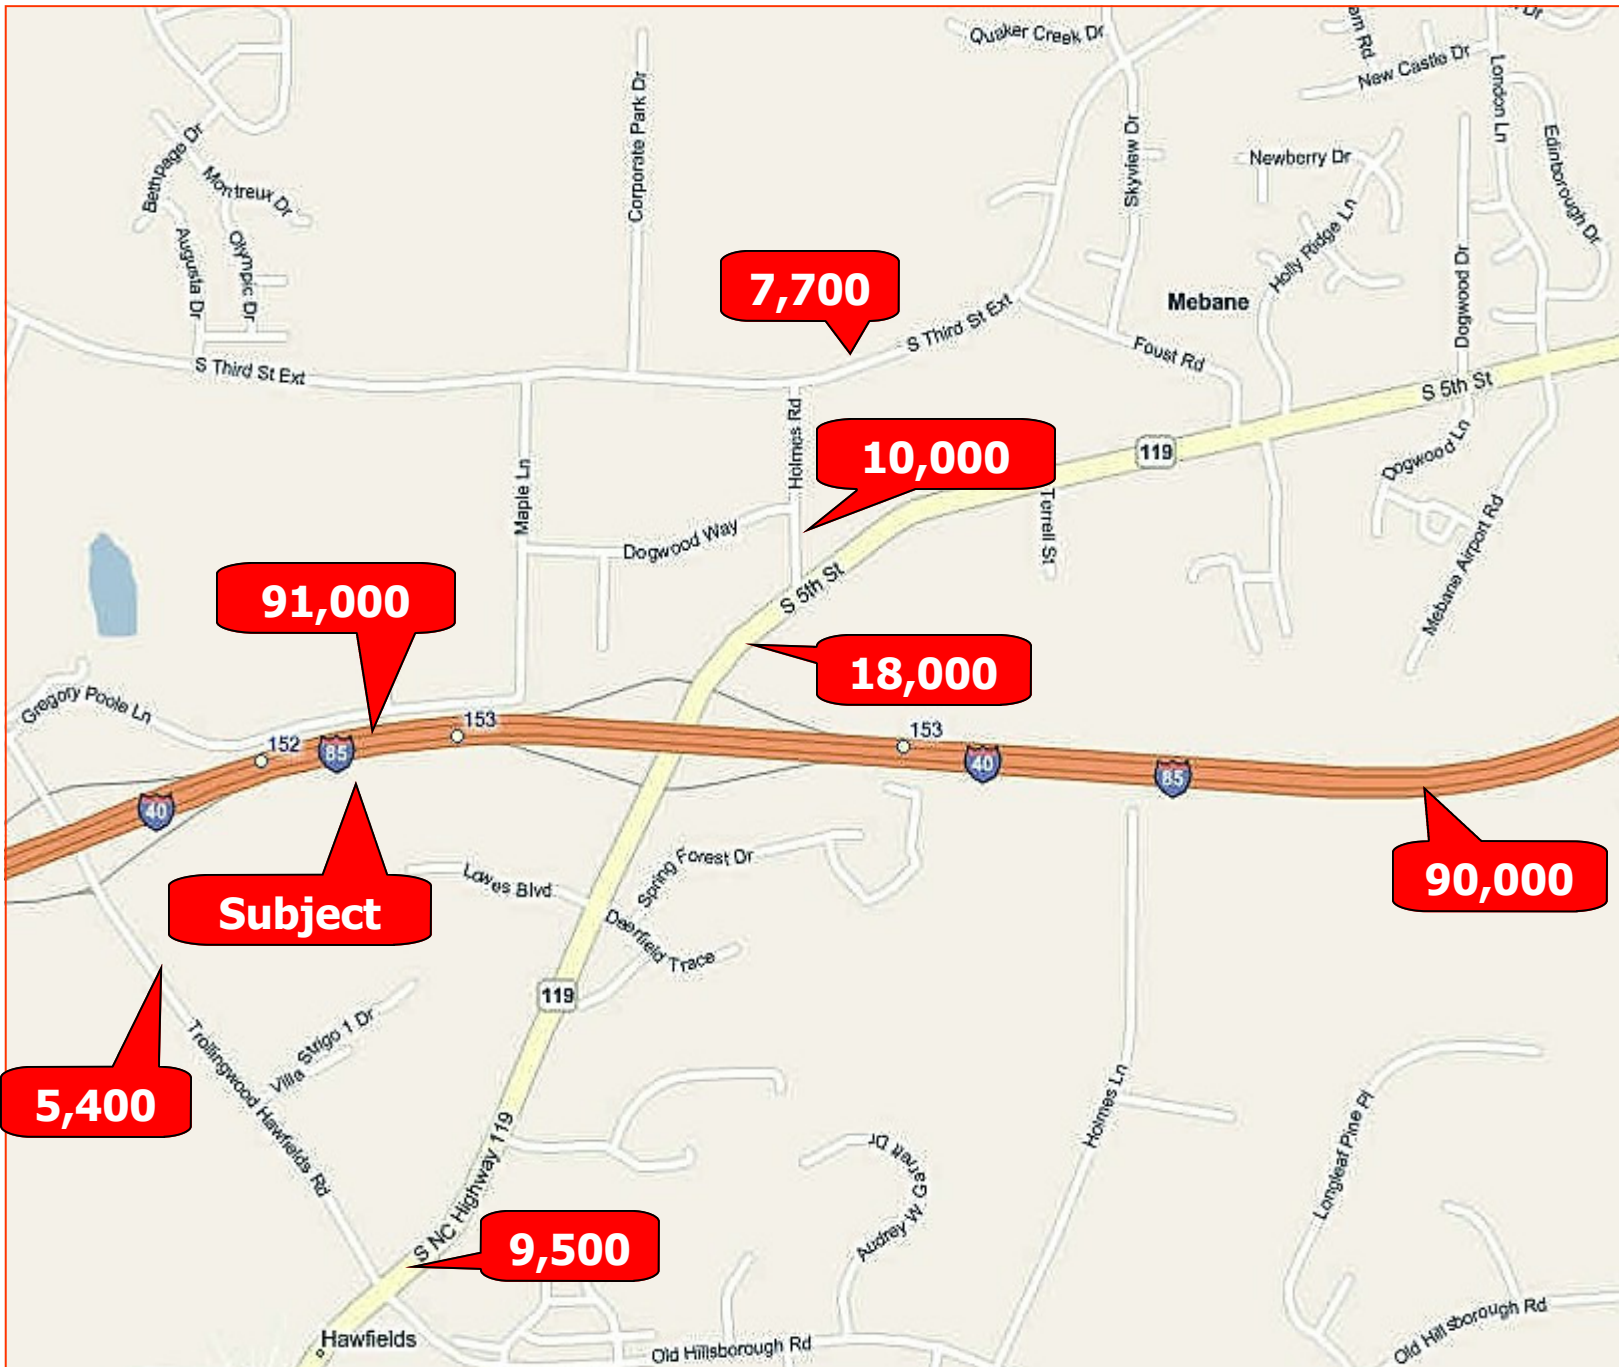 Quaker Creek Dr
New Castle Dr
London Ln
Edinborough Dr
Corporate Park Dr
Skyview Dr
Newberry Dr
Bethpage Dr
Montreux Dr
Augusta Dr
Olympic Dr
Holly Ridge Ln
Dogwood Dr
7,700
Mebane
S Third St Ext
S Third St Ext
Foust Rd
S 5th St
Holmes Rd
10,000
119
Dogwood Ln
Maple Ln
Dogwood Way
Terrell St
Mebane Airport Rd
S 5th St
91,000
18,000
Gregory Poole Ln
152
85
153
153
40
85
40
90,000
Subject
Lowes Blvd
Spring Forest Dr
Deerfield Trace
119
Trollingwood Hawfields Rd
Villa
1 Dr
5,400
S NC Highway 119
Holmes Ln
Longleaf Pine Pl
Audrey W Garrett Dr
9,500
Hawfields
Old Hillsborough Rd
Old Hillsborough Rd